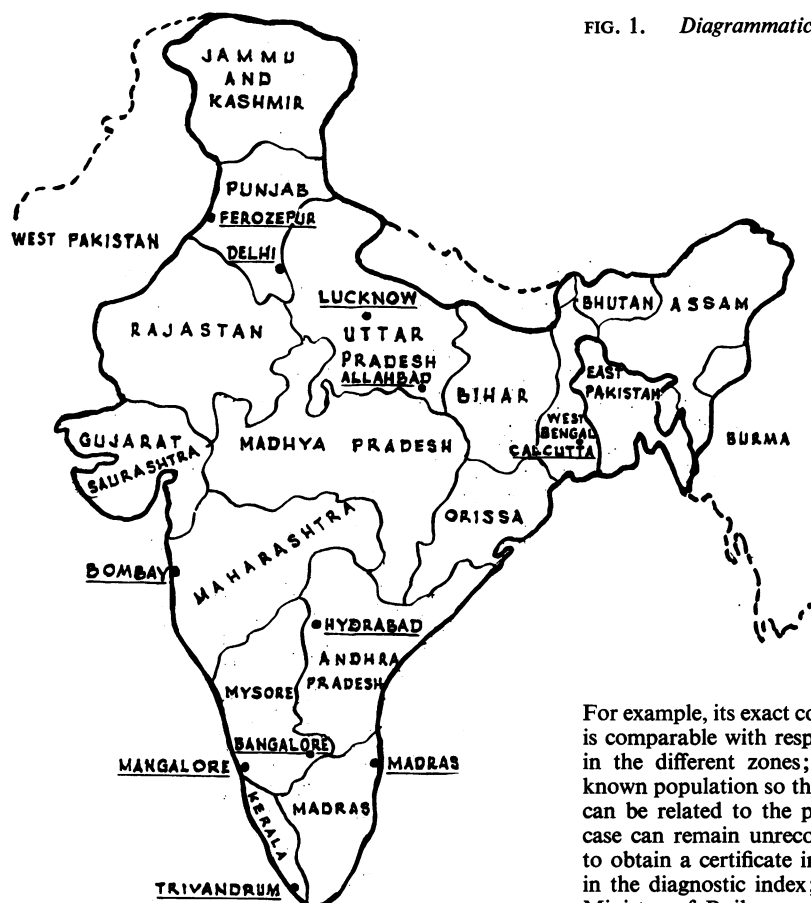 FIG. 1. Diagrammatic
JAMMU
AND
KASHMIR
PUNJAB
FEROZEPUR
WEST PAKISTAN
DELHI
LUCKNOW
BHUTAN
ASSAM
RAJASTAN
UTTAR
PRADESH
ALLAHBAD
EAST
PAKISTAN
BIHAR
WEST
BENGAL
CALCUTTA
GUJARAT
SAURASHTRA
MADHYA PRADESH
BURMA
ORISSA
MAHARASHTRA
BOMBAY
HYDRABAD
ANDHRA
PRADESH
MYSORE
BANGALORE
MANGALORE
MADRAS
MADRAS
KERALA
TRIVANDRUM
For example, its exact co
is comparable with resp
in the different zones;
known population so th
can be related to the p
case can remain unreco
to obtain a certificate in
in the diagnostic index;